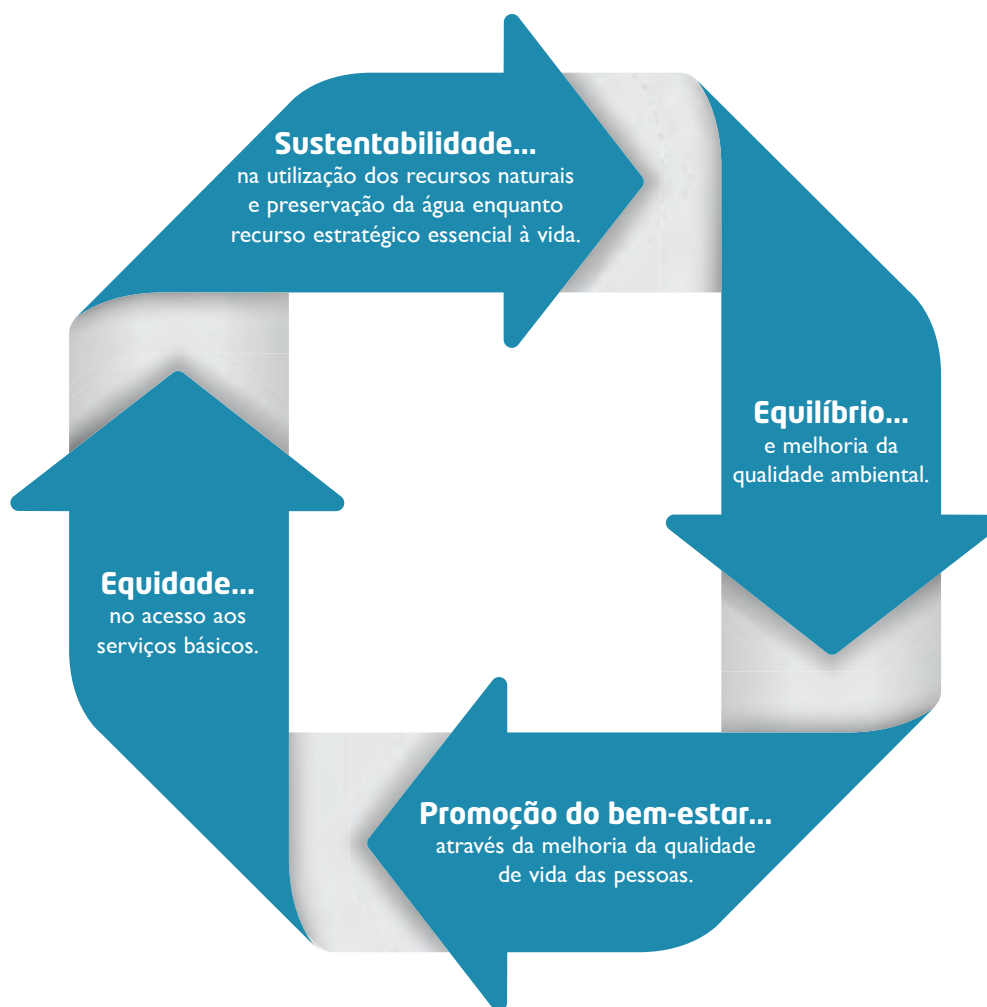 Sustentabilidade...
na utilização dos recursos naturais
e preservação da água enquanto
recurso estratégico essencial à vida.
Equilíbrio...
e melhoria da
qualidade ambiental.
Promoção do bem-estar...
através da melhoria da qualidade
de vida das pessoas.
Equidade...
no acesso aos
serviços básicos.